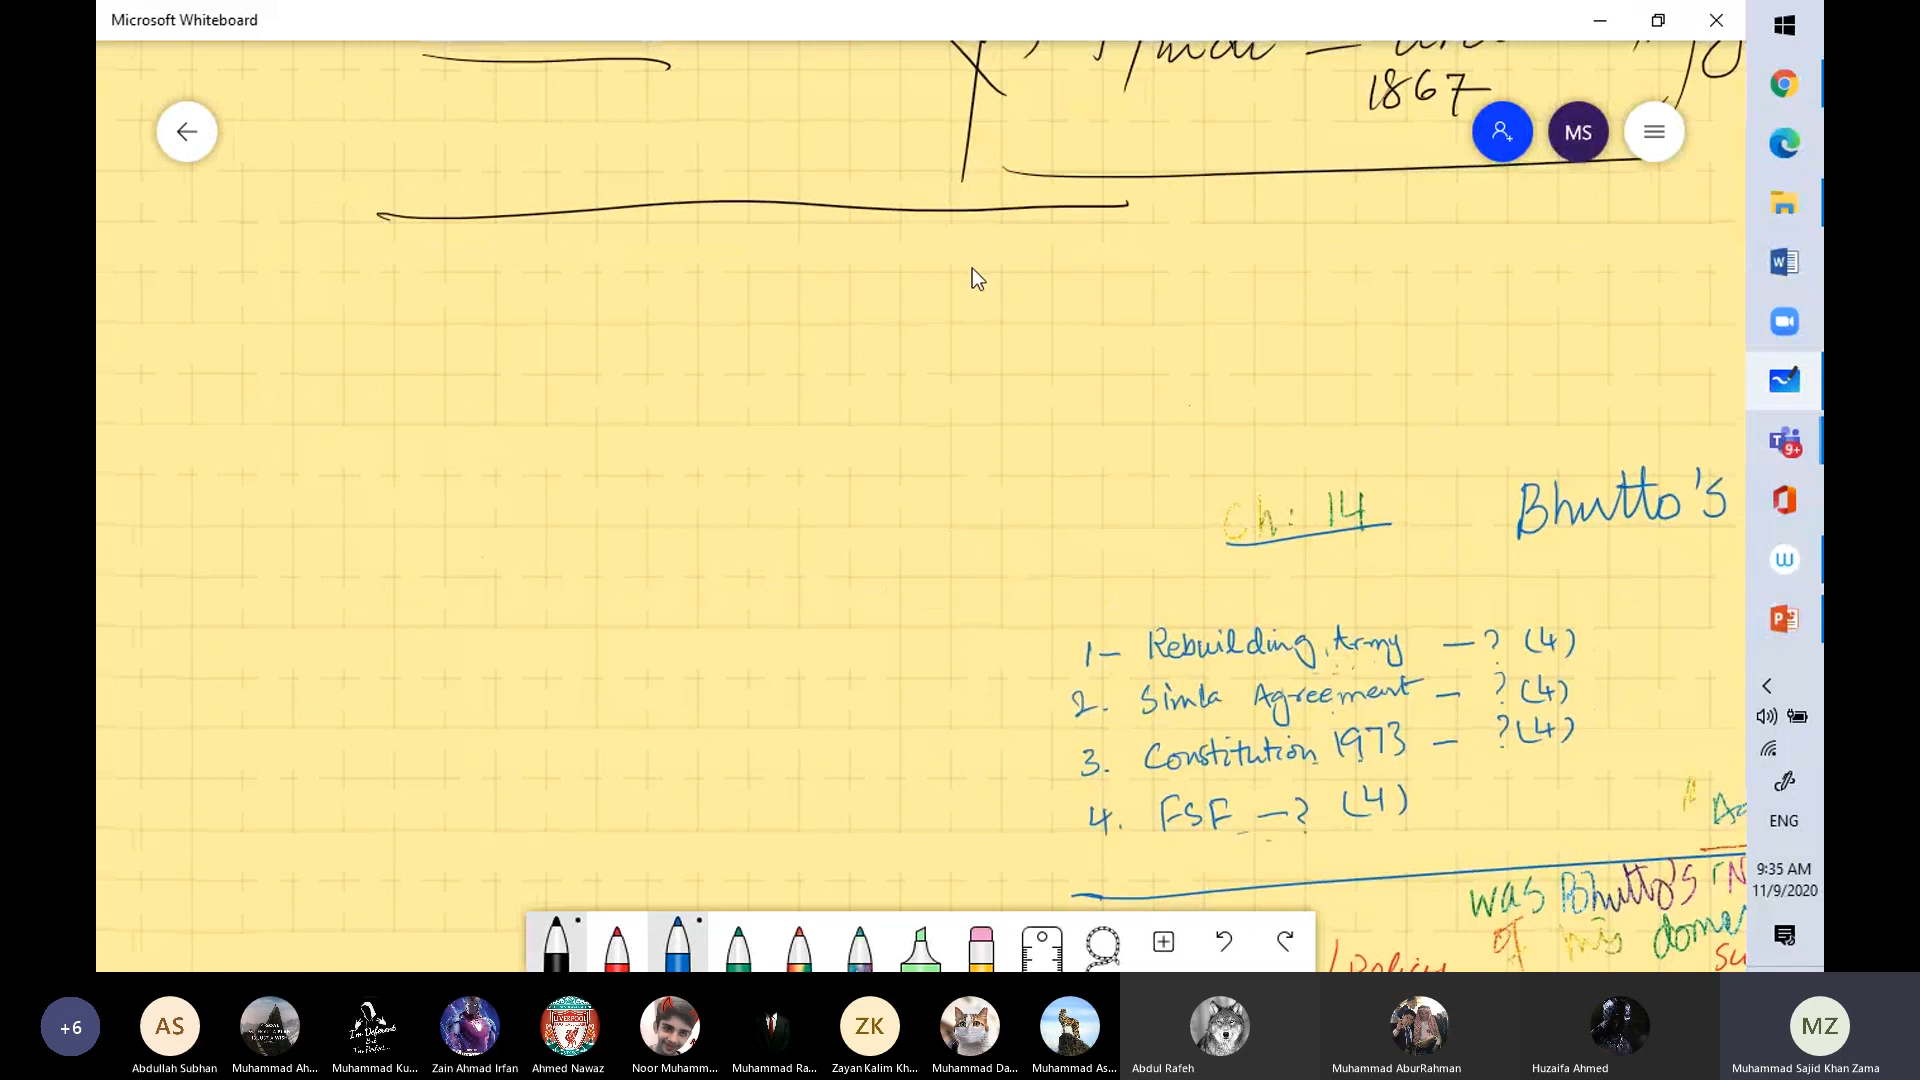 Microsoft Whiteboard
1867
MS
Ch: 14
Bhutto's
1- Rebuilding Army - ? (4)
2. Simla Agreement - ? (4)
3. Constitution 1973 - ? (4)
4. FSF - ? (4)
was Bhutto's
of his domes
9+
ENG
9:35 AM
11/9/2020
+6
AS
ZK
MZ
Abdullah Subhan
Muhammad Ah...
Muhammad Ku...
Zain Ahmad Irfan
Ahmed Nawaz
Noor Muhamm...
Muhammad Ra...
Zayan Kalim Kh...
Muhammad Da...
Muhammad As...
Abdul Rafeh
Muhammad AburRahman
Huzaifa Ahmed
Muhammad Sajid Khan Zama